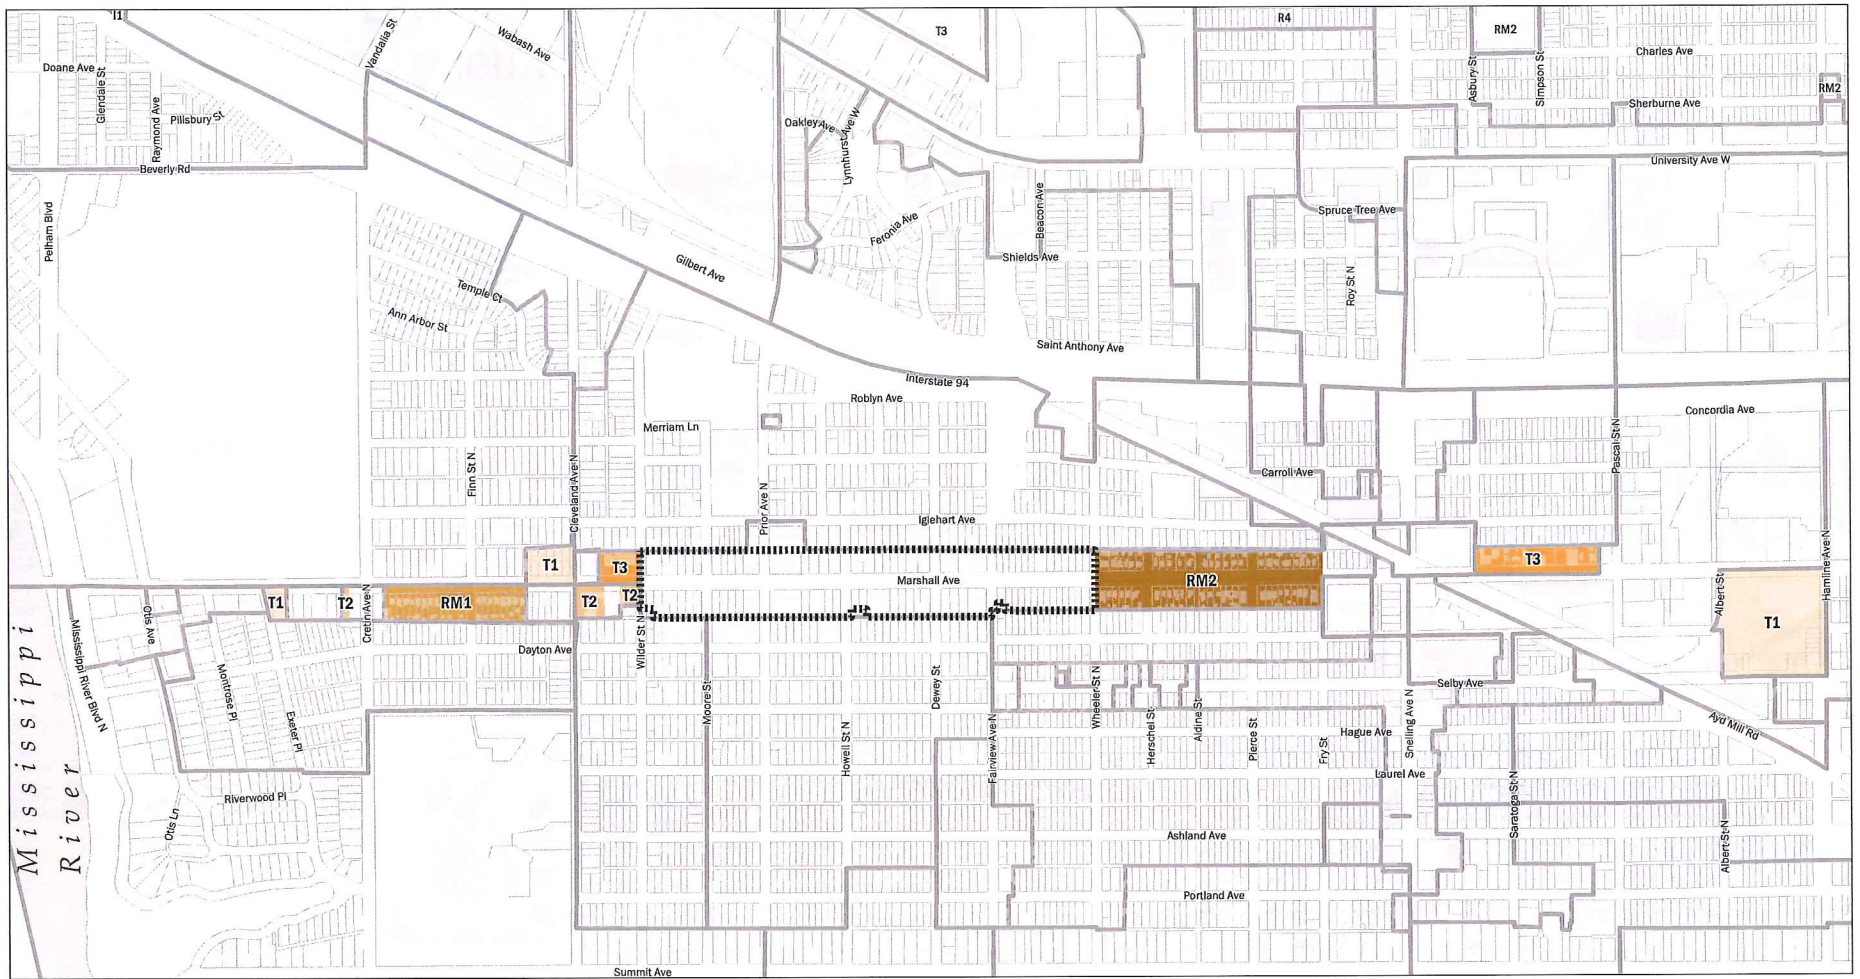 I1
Vandalia St
Wabash Ave
T3
R4
RM2
Charles Ave
Doane Ave
Glendale St
Raymond Ave
Pillsbury St
Asbury St
Simpson St
RM2
Sherburne Ave
Oakley Ave
Lynnhurst Ave W
Beverly Rd
University Ave W
Pelham Blvd
Beacon Ave
Spruce Tree Ave
Feronia Ave
Shields Ave
Gilbert Ave
Roy St N
Temple Ct
Ann Arbor St
Saint Anthony Ave
Interstate 94
Roblyn Ave
Concordia Ave
Merriam Ln
Pascal St N
Finn St N
Cleveland Ave N
Carroll Ave
Prior Ave N
Iglehart Ave
Hamline Ave N
T1
T3
Marshall Ave
RM2
T3
Albert St
T1
T2
Cretin Ave N
RM1
T2
T2
T1
Otis Ave
Mississippi River Blvd N
Wilder St N
Dayton Ave
Montrose Pl
Exeter Pl
Moore St
Dewey St
Selby Ave
Wheeler St N
Herschel St
Aldine St
Pierce St
Fry St
Hague Ave
Snelling Ave N
Ayd Mill Rd
Howell St N
Fairview Ave N
Laurel Ave
Saratoga St N
Riverwood Pl
Otis Ln
Ashland Ave
Albert St N
Mississippi
River
Portland Ave
Summit Ave